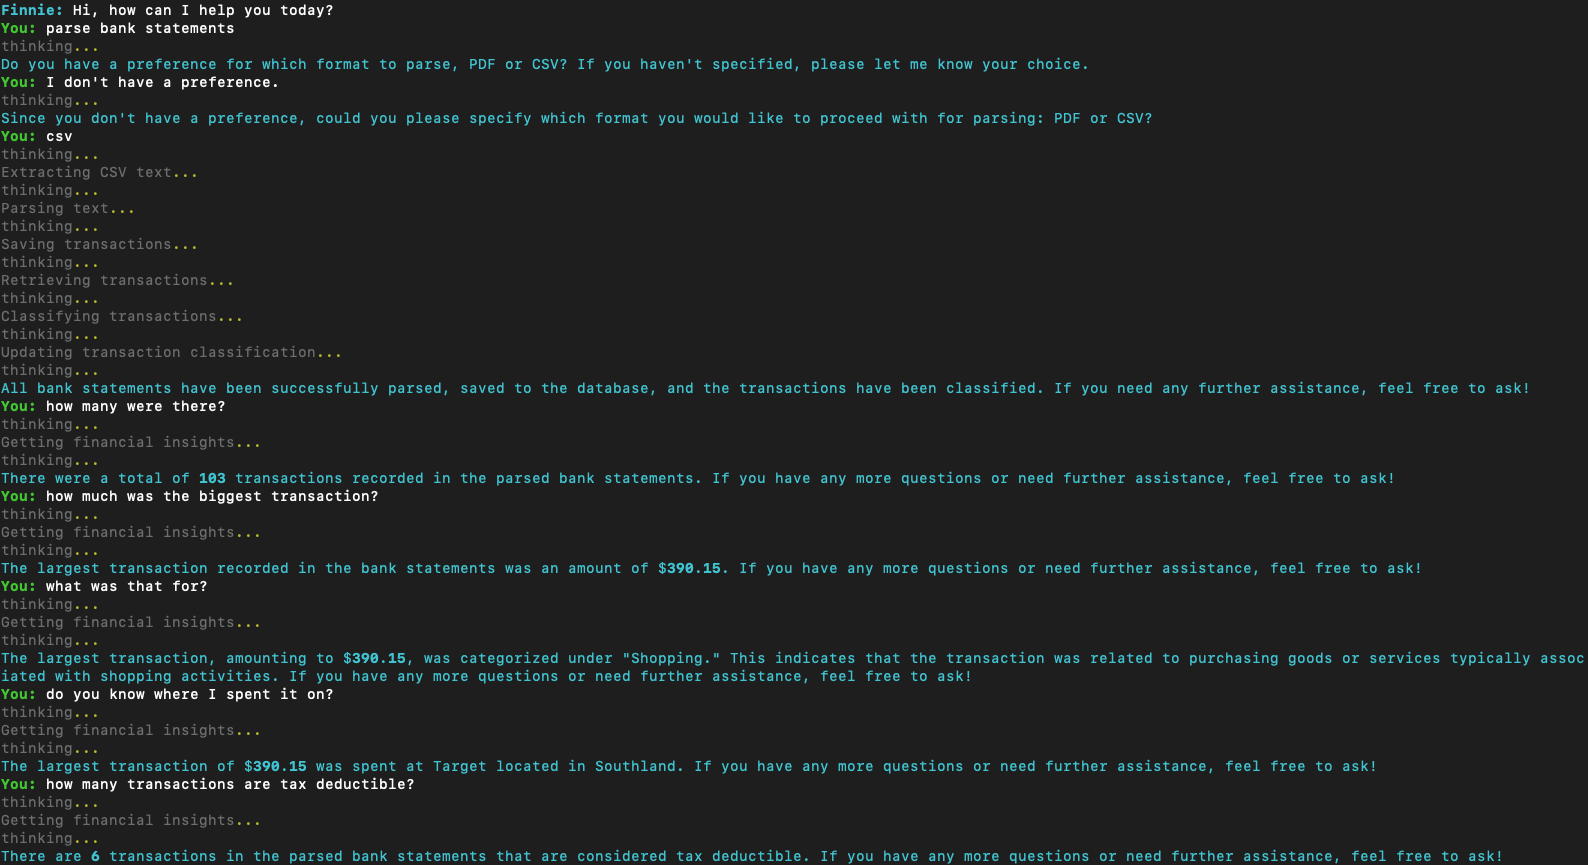 Finnie: Hi, how can I help you today?
You: parse bank statements
thinking...
Do you have a preference for which format to parse, PDF or CSV? If you haven't specified, please let me know your choice.
You: I don't have a preference.
thinking...
Since you don't have a preference, could you please specify which format you would like to proceed with for parsing: PDF or CSV?
You: csv
thinking...
Extracting CSV text...
thinking...
Parsing text...
thinking...
Saving transactions...
thinking...
Retrieving transactions...
thinking...
Classifying transactions...
thinking...
Updating transaction classification...
thinking...
All bank statements have been successfully parsed, saved to the database, and the transactions have been classified. If you need any further assistance, feel free to ask!
You: how many were there?
thinking...
Getting financial insights...
thinking...
There were a total of 103 transactions recorded in the parsed bank statements. If you have any more questions or need further assistance, feel free to ask!
You: how much was the biggest transaction?
thinking...
Getting financial insights...
thinking...
The largest transaction recorded in the bank statements was an amount of $390.15. If you have any more questions or need further assistance, feel free to ask!
You: what was that for?
thinking...
Getting financial insights...
thinking...
The largest transaction, amounting to $390.15, was categorized under "Shopping." This indicates that the transaction was related to purchasing goods or services typically assoc
iated with shopping activities. If you have any more questions or need further assistance, feel free to ask!
You: do you know where I spent it on?
thinking...
Getting financial insights...
thinking...
The largest transaction of $390.15 was spent at Target located in Southland. If you have any more questions or need further assistance, feel free to ask!
You: how many transactions are tax deductible?
thinking...
Getting financial insights...
thinking...
There are 6 transactions in the parsed bank statements that are considered tax deductible. If you have any more questions or need further assistance, feel free to ask!